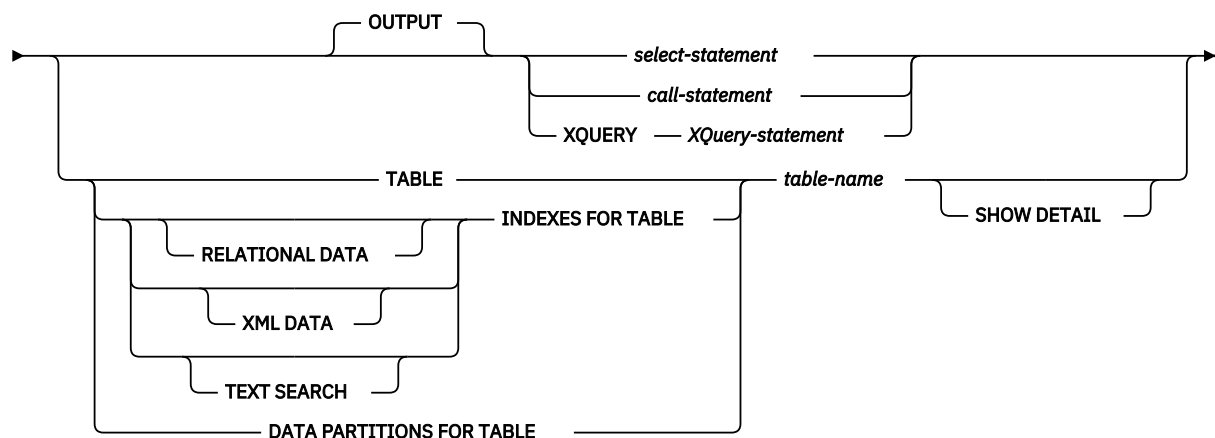 OUTPUT
select-statement
call-statement
XQUERY XQuery-statement
TABLE table-name
SHOW DETAIL
INDEXES FOR TABLE
RELATIONAL DATA
XML DATA
TEXT SEARCH
DATA PARTITIONS FOR TABLE